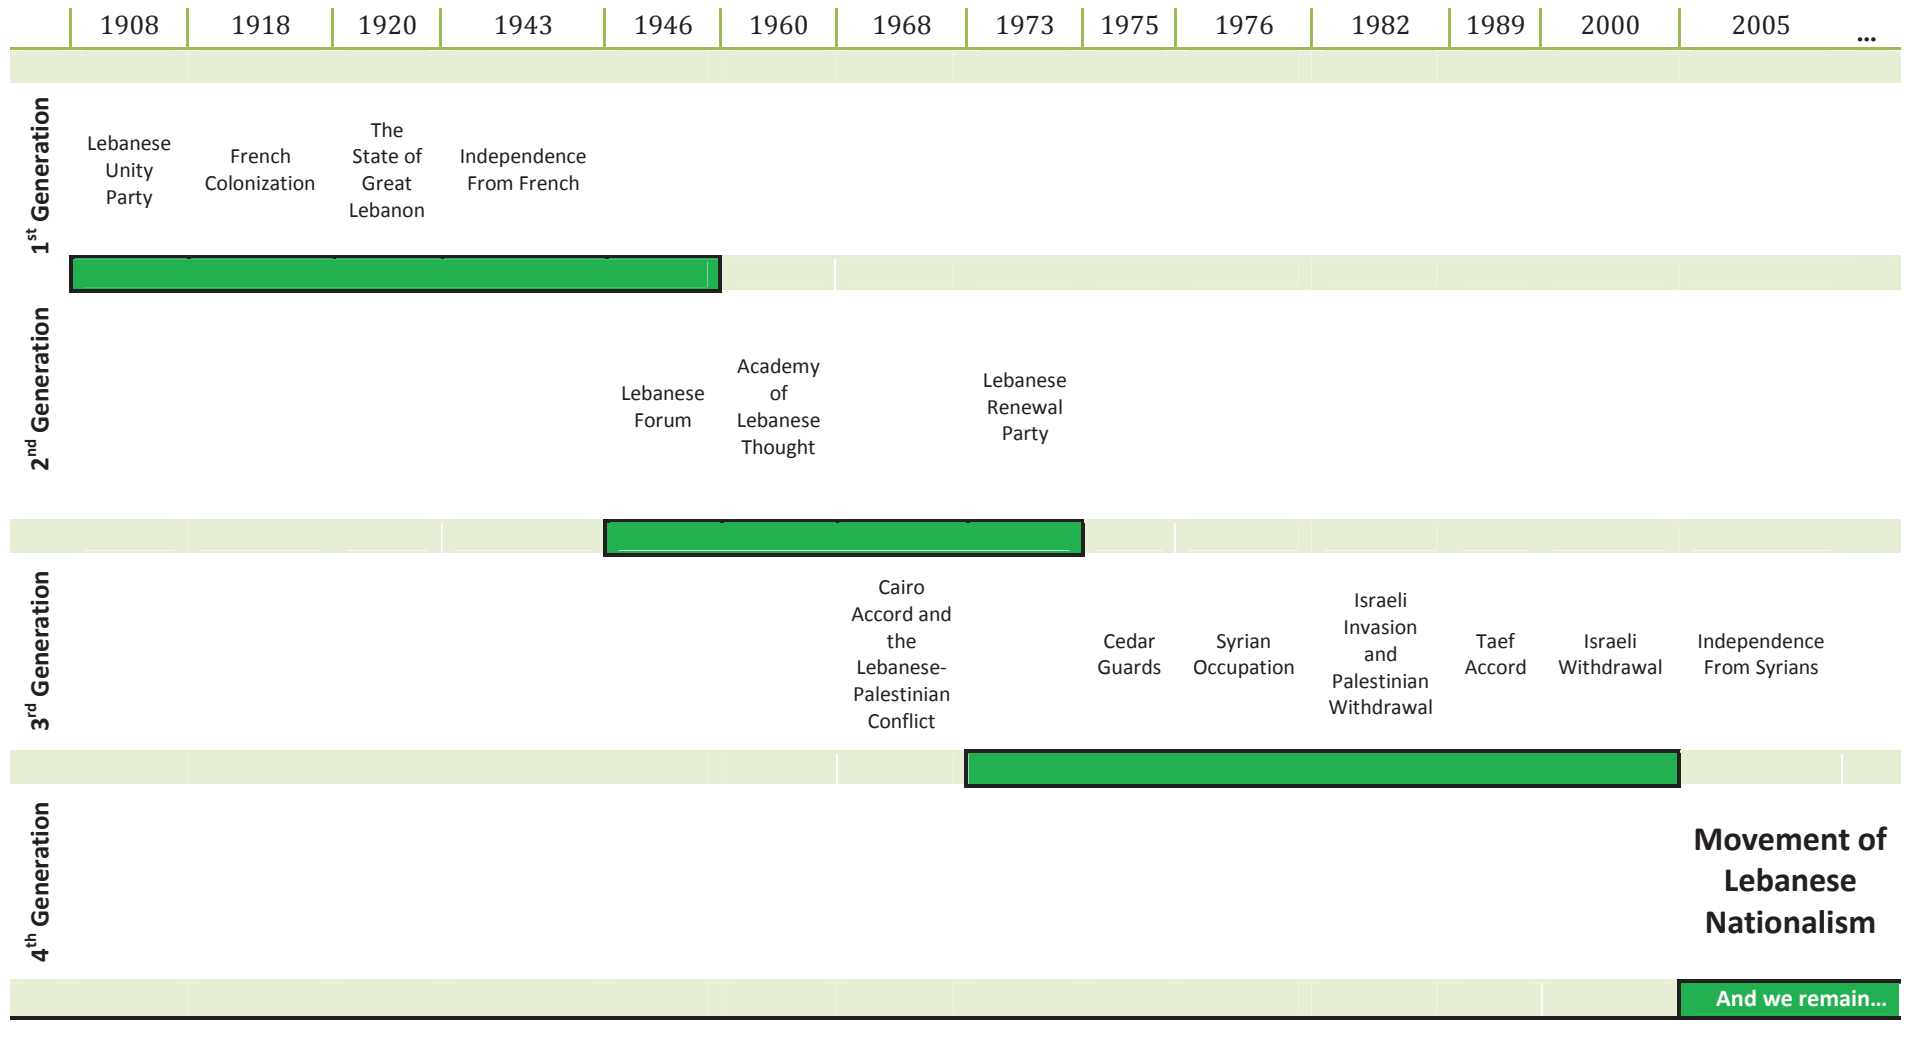 1908 1918 1920 1943 1946 1960 1968 1973 1975 1976 1982 1989 2000 2005 ...
1st Generation
Lebanese
Unity
Party
French
Colonization
The
State of
Great
Lebanon
Independence
From French
2nd Generation
Lebanese
Forum
Academy
of
Lebanese
Thought
Lebanese
Renewal
Party
3rd Generation
Cairo
Accord and
the
Lebanese-
Palestinian
Conflict
Cedar
Guards
Syrian
Occupation
Israeli
Invasion
and
Palestinian
Withdrawal
Taef
Accord
Israeli
Withdrawal
Independence
From Syrians
4th Generation
Movement of
Lebanese
Nationalism
And we remain...